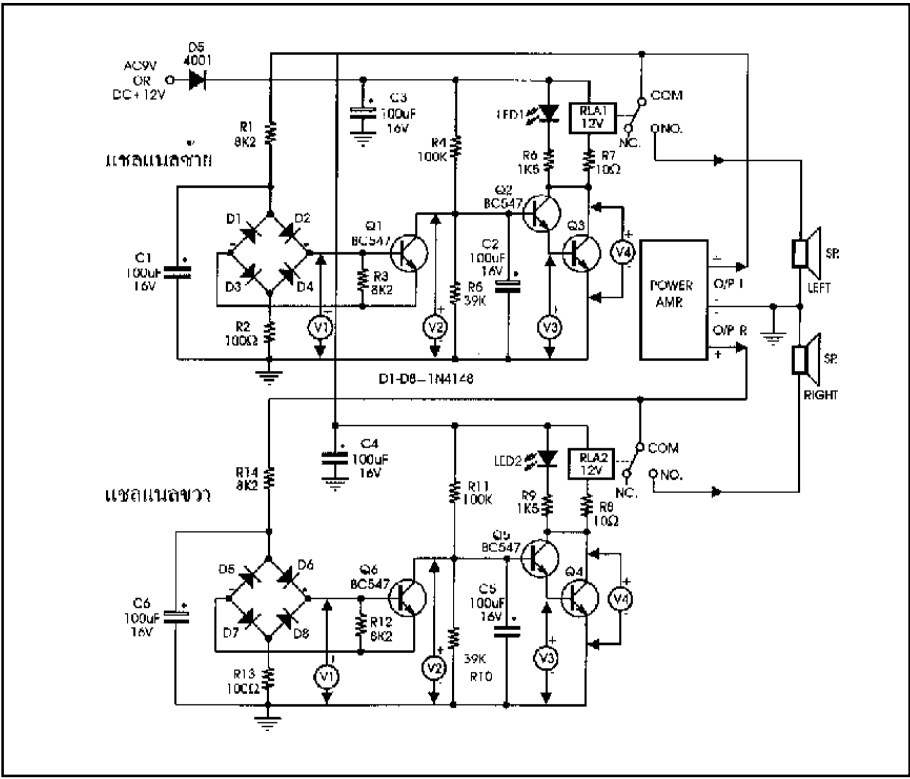 D5
4001
AC9V
OR
DC+12V
R1
8K2
แชลแนลซ้าย
C3
100uF
16V
R4
100K
LED1
R6
1K5
RLA1
12V
R7
10Ω
COM
NC.
NO.
D1
D2
D3
D4
C1
100uF
16V
R2
100Ω
Q1
BC547
R3
8K2
V1
V2
R5
39K
C2
100uF
16V
Q2
BC547
Q3
V3
V4
POWER
AMP.
+
O/P L
-
O/P R
+
SP.
LEFT
SP.
RIGHT
D1-D8=1N4148
R14
8K2
แชลแนลขวา
C4
100uF
16V
R11
100K
LED2
R9
1K5
RLA2
12V
R8
10Ω
COM
NC.
NO.
D5
D6
D7
D8
C6
100uF
16V
R13
100Ω
Q6
BC547
R12
8K2
V1
V2
39K
R10
C5
100uF
16V
Q5
BC547
Q4
V3
V4